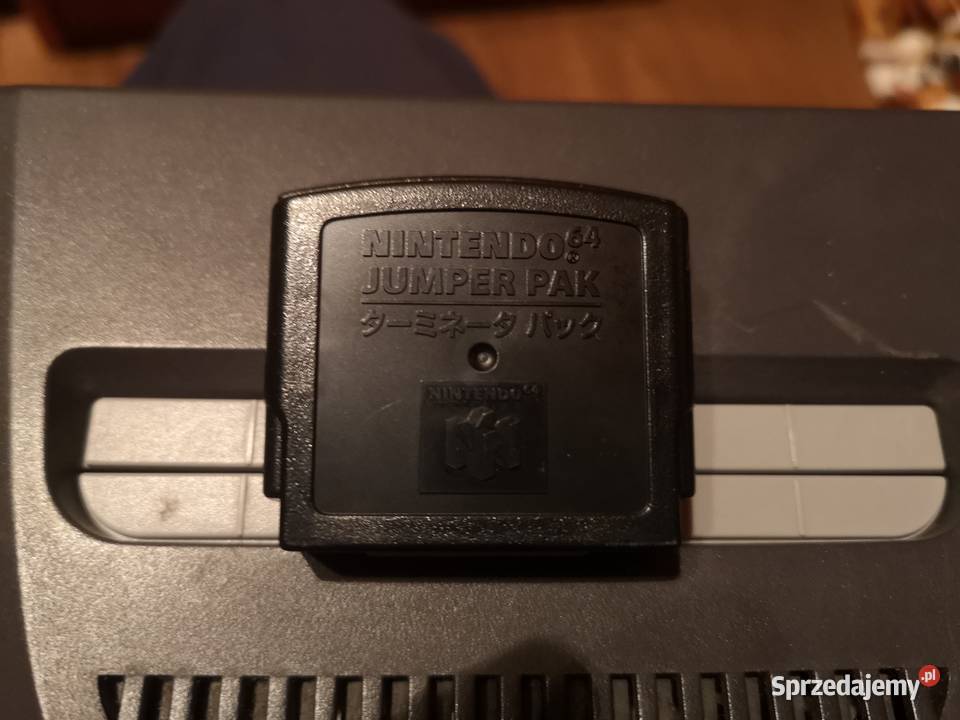 NINTENDO64®
JUMPER PAK
ターミネータ パック
NINTENDO64
Sprzedajemy.pl